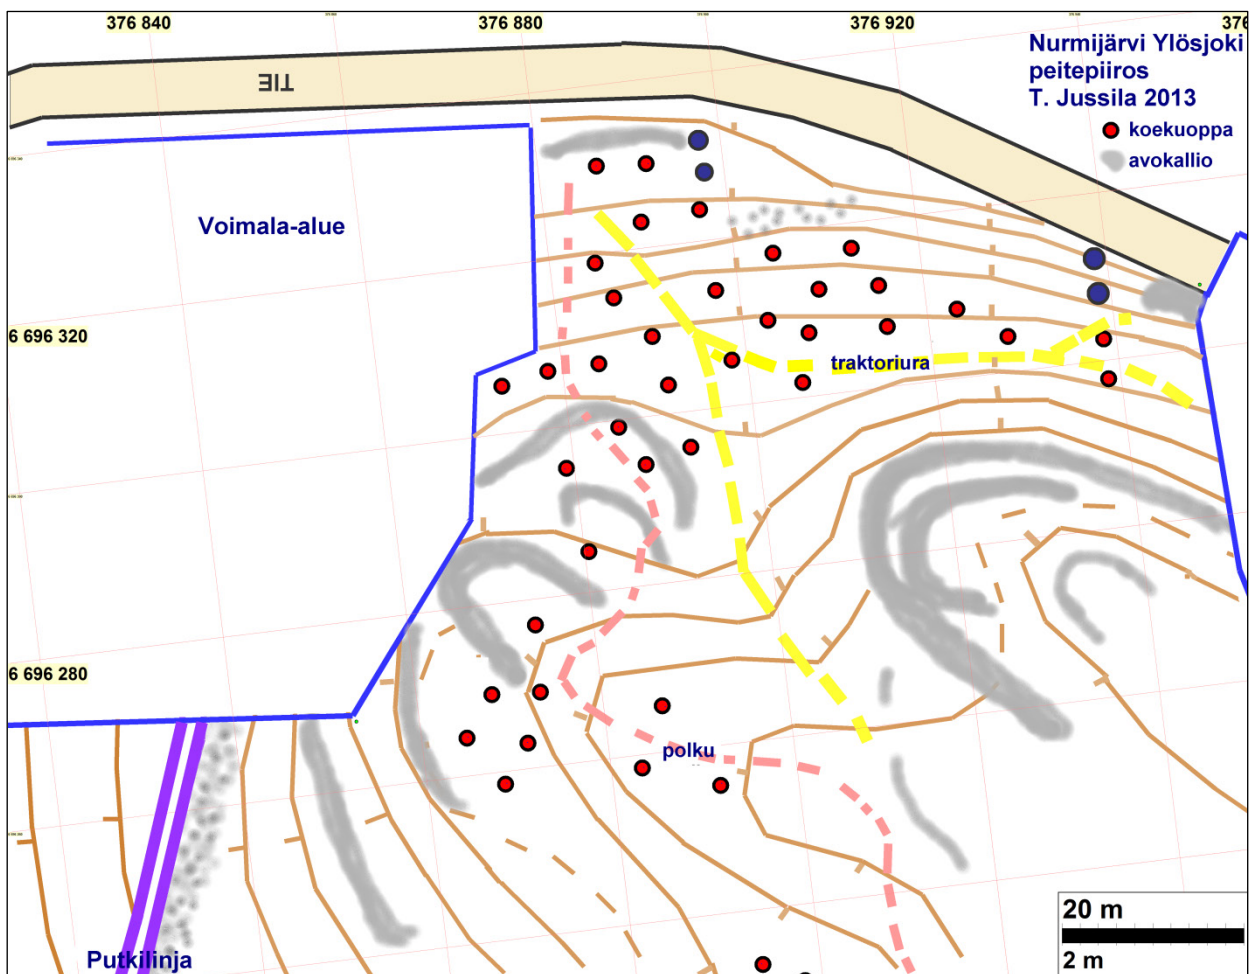 376 840
376 880
376 920
376
Nurmijärvi Ylösjoki
peitepiiros
T. Jussila 2013
koekuoppa
avokallio
TIE
Voimala-alue
6 696 320
traktoriura
6 696 280
polku
20 m
2 m
Putkilinja